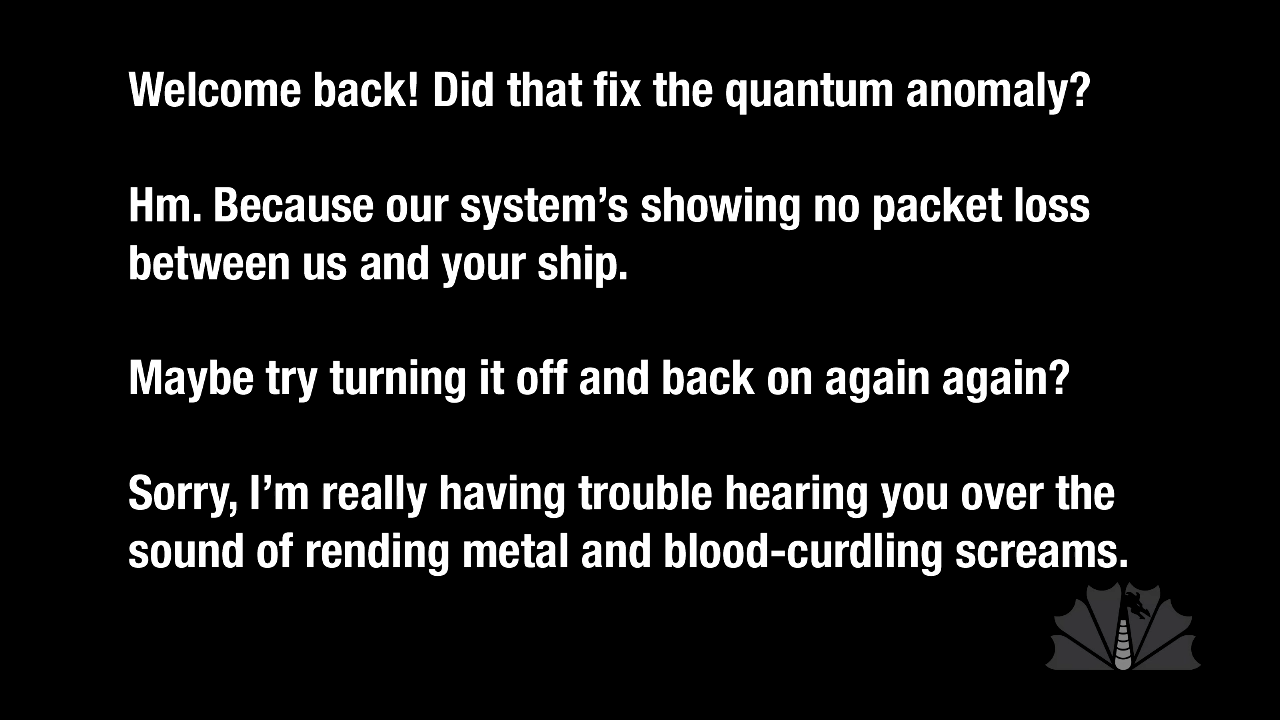 Welcome back! Did that fix the quantum anomaly?
Hm. Because our system’s showing no packet loss
between us and your ship.
Maybe try turning it off and back on again again?
Sorry, I’m really having trouble hearing you over the
sound of rending metal and blood-curdling screams.